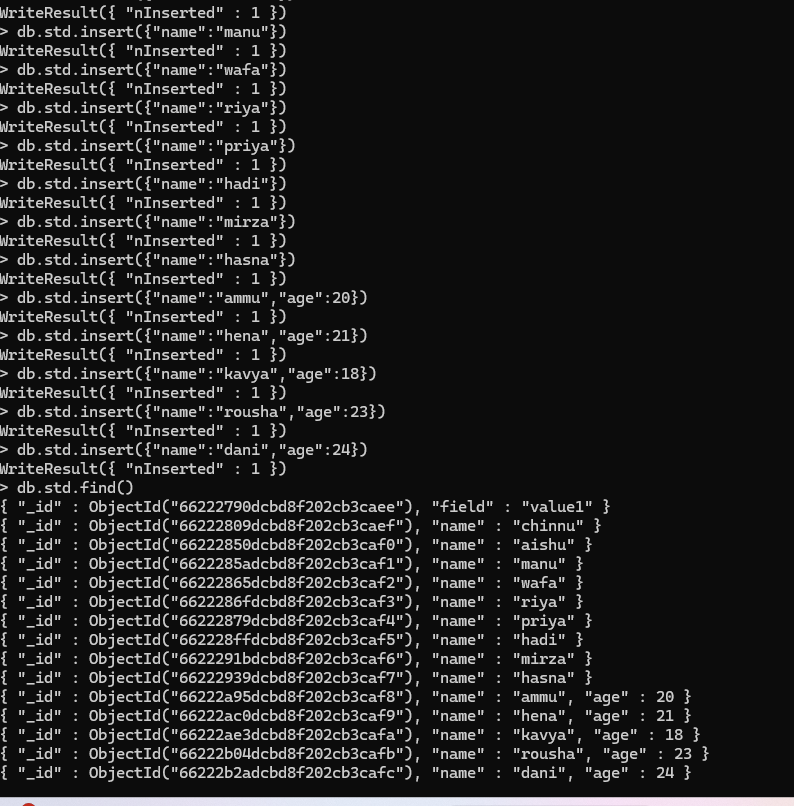 WriteResult({ "nInserted" : 1 })
> db.std.insert({"name":"manu"})
WriteResult({ "nInserted" : 1 })
> db.std.insert({"name":"wafa"})
WriteResult({ "nInserted" : 1 })
> db.std.insert({"name":"riya"})
WriteResult({ "nInserted" : 1 })
> db.std.insert({"name":"priya"})
WriteResult({ "nInserted" : 1 })
> db.std.insert({"name":"hadi"})
WriteResult({ "nInserted" : 1 })
> db.std.insert({"name":"mirza"})
WriteResult({ "nInserted" : 1 })
> db.std.insert({"name":"hasna"})
WriteResult({ "nInserted" : 1 })
> db.std.insert({"name":"ammu","age":20})
WriteResult({ "nInserted" : 1 })
> db.std.insert({"name":"hena","age":21})
WriteResult({ "nInserted" : 1 })
> db.std.insert({"name":"kavya","age":18})
WriteResult({ "nInserted" : 1 })
> db.std.insert({"name":"rousha","age":23})
WriteResult({ "nInserted" : 1 })
> db.std.insert({"name":"dani","age":24})
WriteResult({ "nInserted" : 1 })
> db.std.find()
{ "_id" : ObjectId("66222790dcbd8f202cb3caee"), "field" : "value1" }
{ "_id" : ObjectId("66222809dcbd8f202cb3caef"), "name" : "chinnu" }
{ "_id" : ObjectId("66222850dcbd8f202cb3caf0"), "name" : "aishu" }
{ "_id" : ObjectId("6622285adcbd8f202cb3caf1"), "name" : "manu" }
{ "_id" : ObjectId("66222865dcbd8f202cb3caf2"), "name" : "wafa" }
{ "_id" : ObjectId("6622286fdcbd8f202cb3caf3"), "name" : "riya" }
{ "_id" : ObjectId("66222879dcbd8f202cb3caf4"), "name" : "priya" }
{ "_id" : ObjectId("662228ffdcbd8f202cb3caf5"), "name" : "hadi" }
{ "_id" : ObjectId("6622291bdcbd8f202cb3caf6"), "name" : "mirza" }
{ "_id" : ObjectId("66222939dcbd8f202cb3caf7"), "name" : "hasna" }
{ "_id" : ObjectId("66222a95dcbd8f202cb3caf8"), "name" : "ammu", "age" : 20 }
{ "_id" : ObjectId("66222ac0dcbd8f202cb3caf9"), "name" : "hena", "age" : 21 }
{ "_id" : ObjectId("66222ae3dcbd8f202cb3cafa"), "name" : "kavya", "age" : 18 }
{ "_id" : ObjectId("66222b04dcbd8f202cb3cafb"), "name" : "rousha", "age" : 23 }
{ "_id" : ObjectId("66222b2adcbd8f202cb3cafc"), "name" : "dani", "age" : 24 }